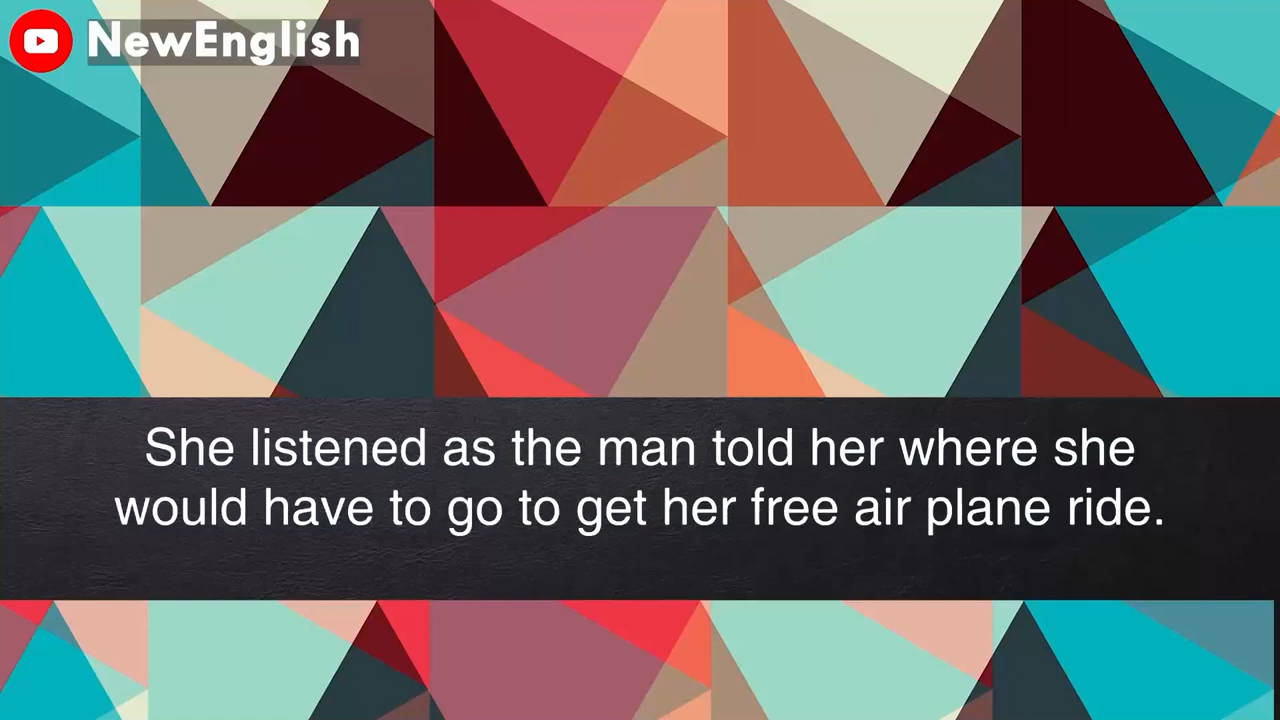 NewEnglish
She listened as the man told her where she
would have to go to get her free air plane ride.